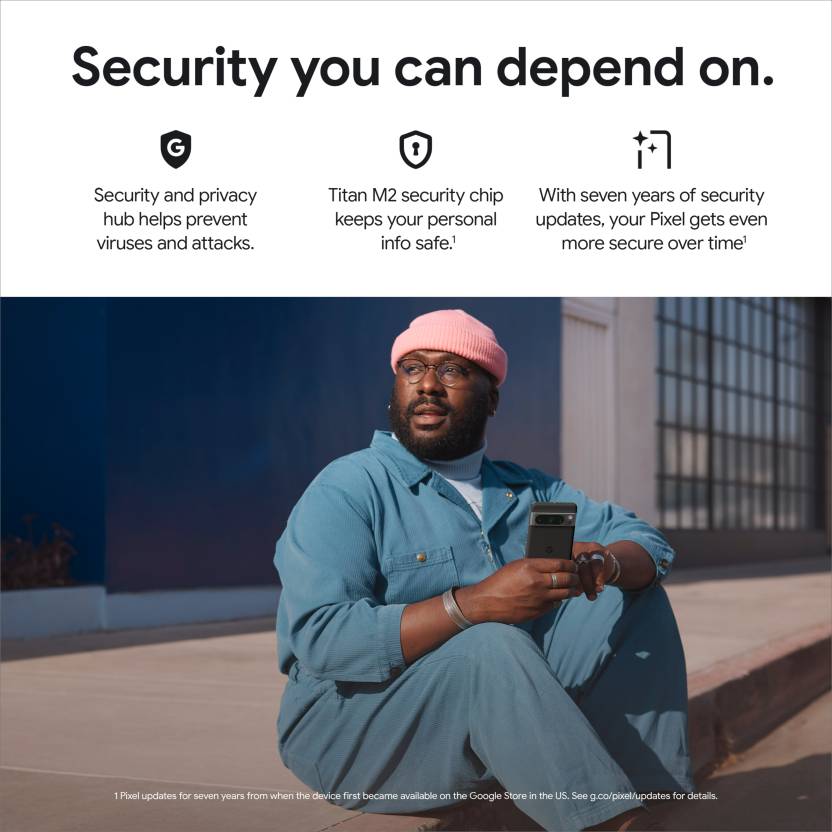 Security you can depend on.
Security and privacy
hub helps prevent
viruses and attacks.
Titan M2 security chip
keeps your personal
info safe.¹
With seven years of security
updates, your Pixel gets even
more secure over time¹
1 Pixel updates for seven years from when the device first became available on the Google Store in the US. See g.co/pixel/updates for details.